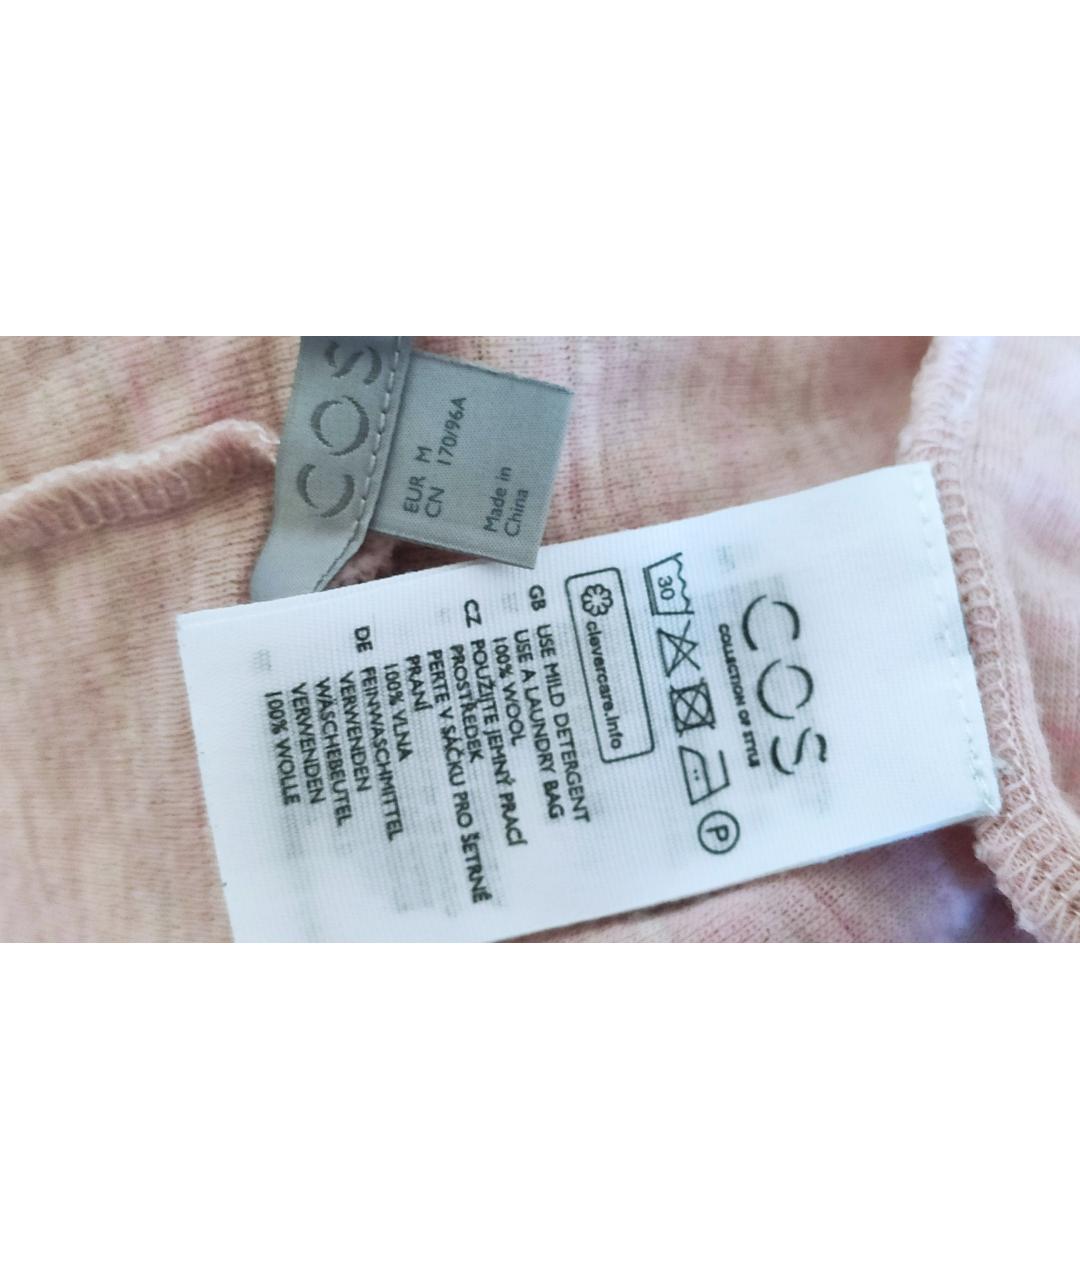 COS
EUR M
CN 170/96A
Made in
China
COS
COLLECTION OF STYLE
30
P
clevercare.info
GB USE MILD DETERGENT
USE A LAUNDRY BAG
100% WOOL
CZ POUŽIJTE JEMNÝ PRACÍ
PROSTŘEDEK
PERTE V SÁČKU PRO ŠETRNÉ
PRANÍ
100% VLNA
DE FEINWASCHMITTEL
VERWENDEN
WÄSCHEBEUTEL
VERWENDEN
100% WOLLE